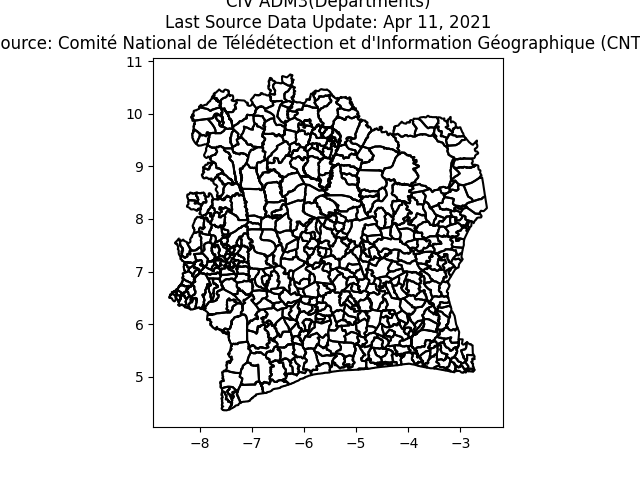 CIV ADM3(Departments)
Last Source Data Update: Apr 11, 2021
ource: Comité National de Télédétection et d'Information Géographique (CNT
11
10
9
8
7
6
5
−8 −7 −6 −5 −4 −3